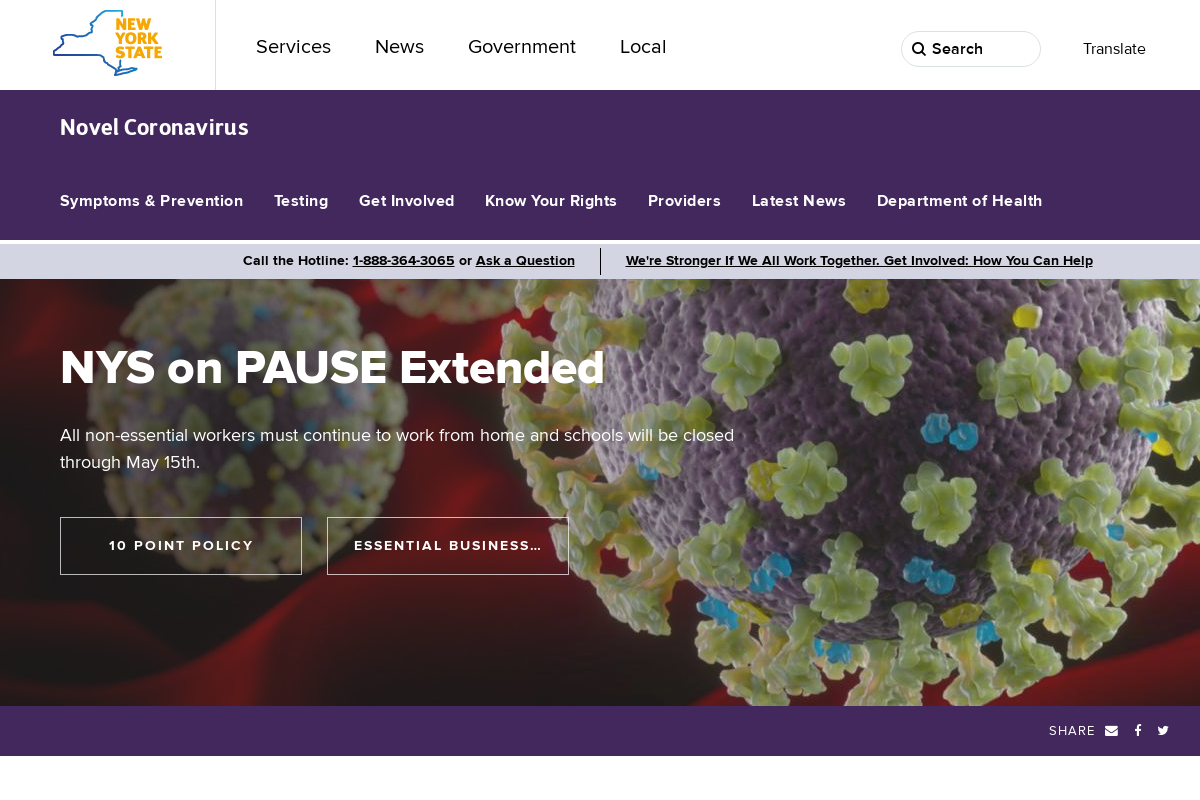 NEW
YORK
STATE
Services News Government Local
Search
Translate
Novel Coronavirus
Symptoms & Prevention Testing Get Involved Know Your Rights Providers Latest News Department of Health
Call the Hotline: 1-888-364-3065 or Ask a Question
We're Stronger If We All Work Together. Get Involved: How You Can Help
NYS on PAUSE Extended
All non-essential workers must continue to work from home and schools will be closed
through May 15th.
10 POINT POLICY
ESSENTIAL BUSINESS…
SHARE